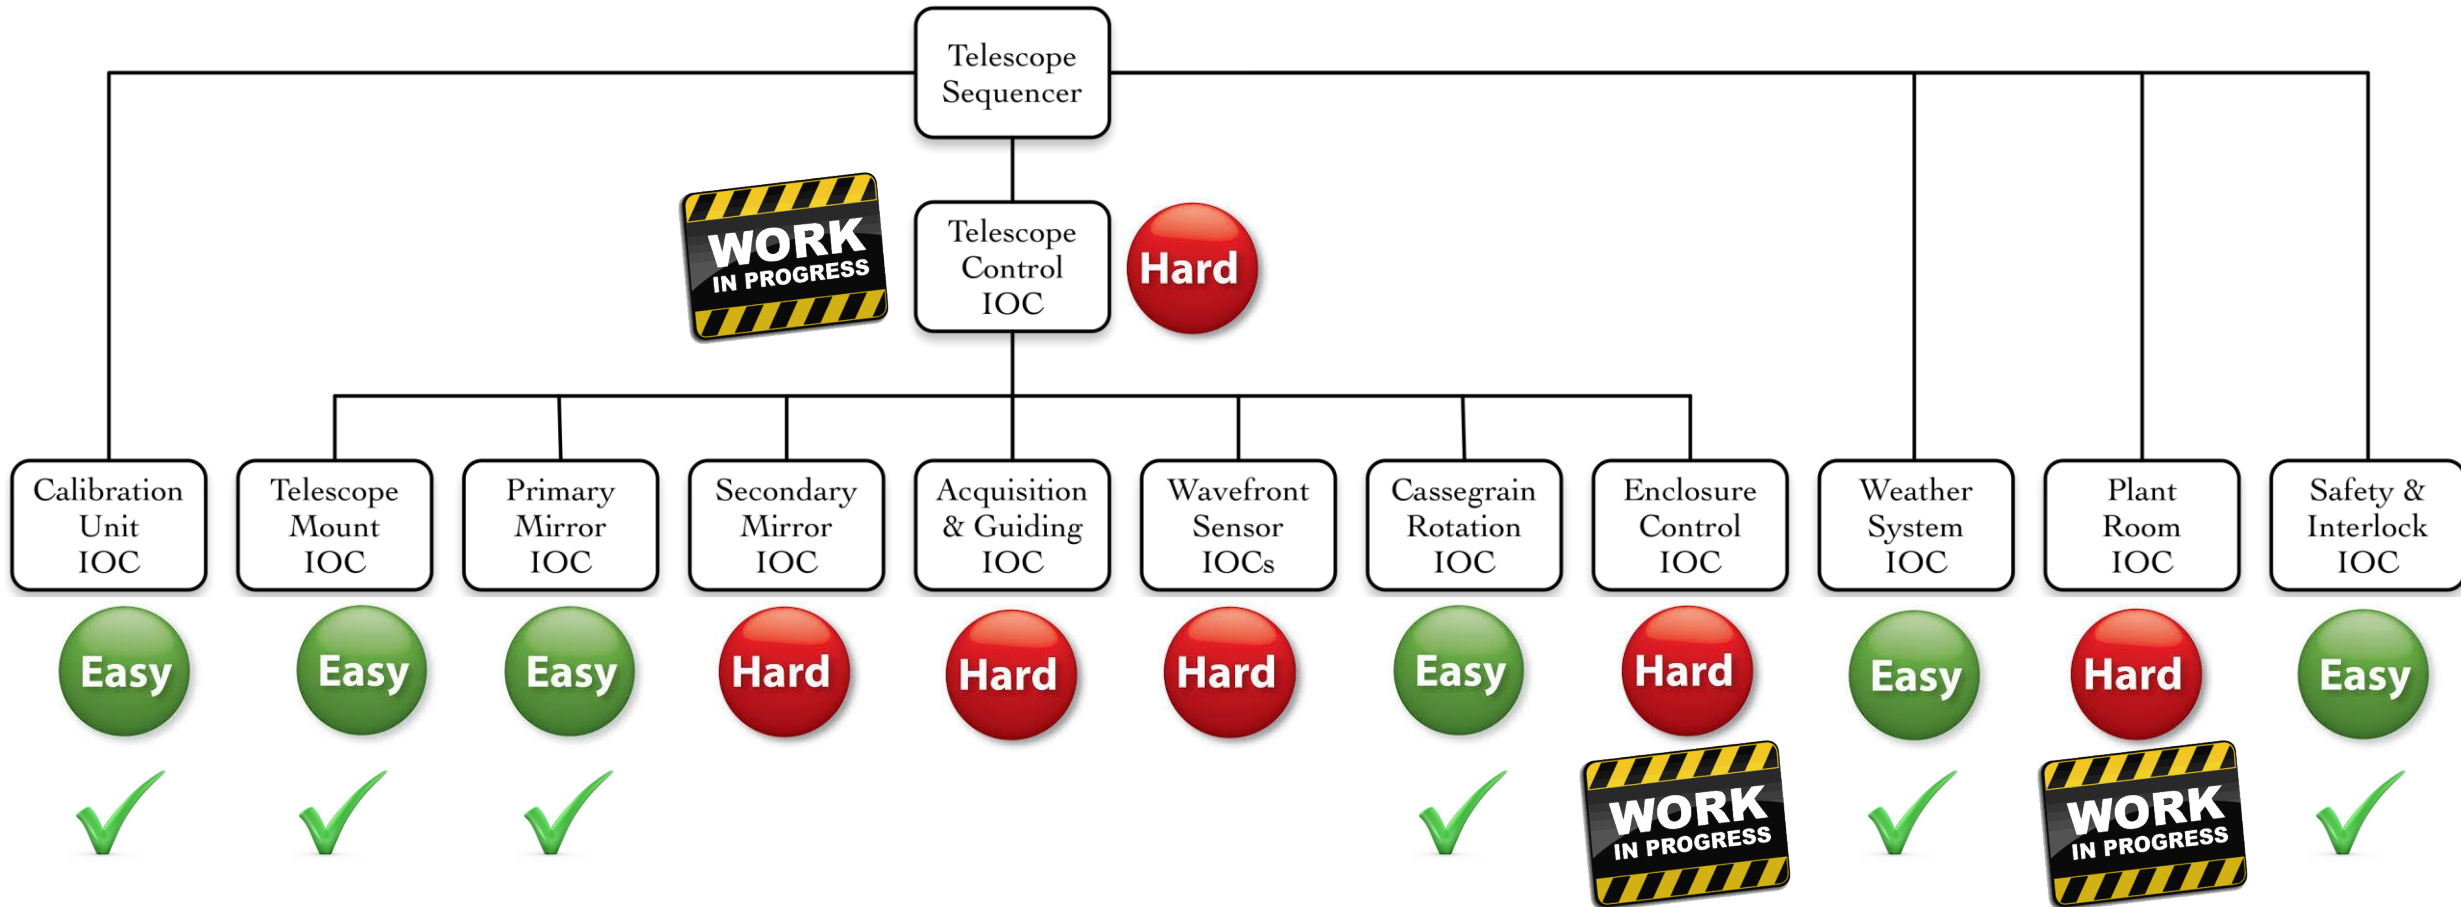 Telescope
Sequencer
WORK
IN PROGRESS
Telescope
Control
IOC
Hard
Calibration
Unit
IOC
Telescope
Mount
IOC
Primary
Mirror
IOC
Secondary
Mirror
IOC
Acquisition
& Guiding
IOC
Wavefront
Sensor
IOCs
Cassegrain
Rotation
IOC
Enclosure
Control
IOC
Weather
System
IOC
Plant
Room
IOC
Safety &
Interlock
IOC
Easy
Easy
Easy
Hard
Hard
Hard
Easy
Hard
Easy
Hard
Easy
WORK
IN PROGRESS
WORK
IN PROGRESS